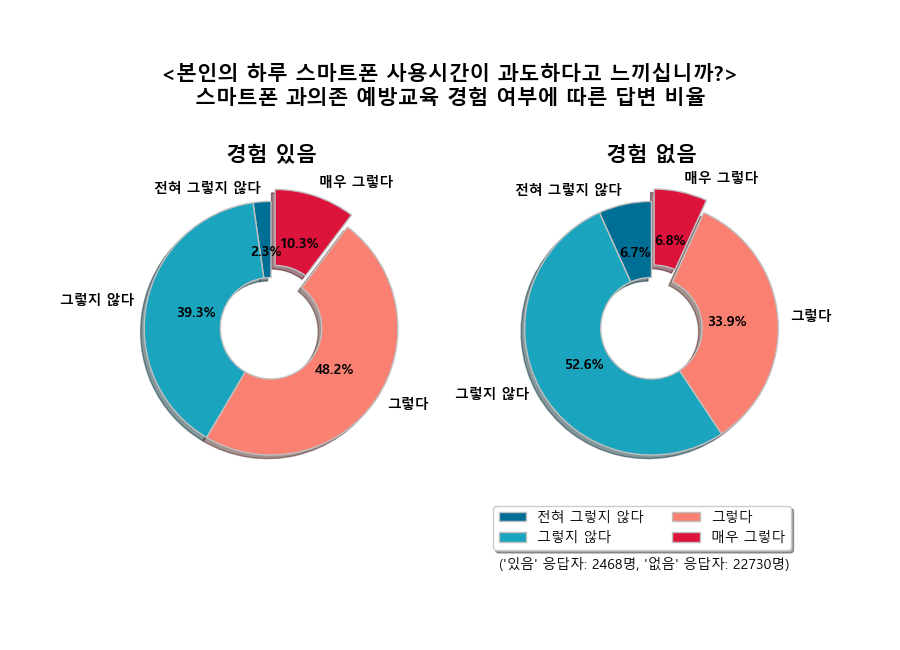 <본인의 하루 스마트폰 사용시간이 과도하다고 느끼십니까?>
스마트폰 과의존 예방교육 경험 여부에 따른 답변 비율
경험 있음
전혀 그렇지 않다
매우 그렇다
2.3%
10.3%
그렇지 않다
39.3%
48.2%
그렇다
경험 없음
전혀 그렇지 않다
매우 그렇다
6.7%
6.8%
33.9%
그렇다
52.6%
그렇지 않다
전혀 그렇지 않다
그렇지 않다
그렇다
매우 그렇다
('있음' 응답자: 2468명, '없음' 응답자: 22730명)